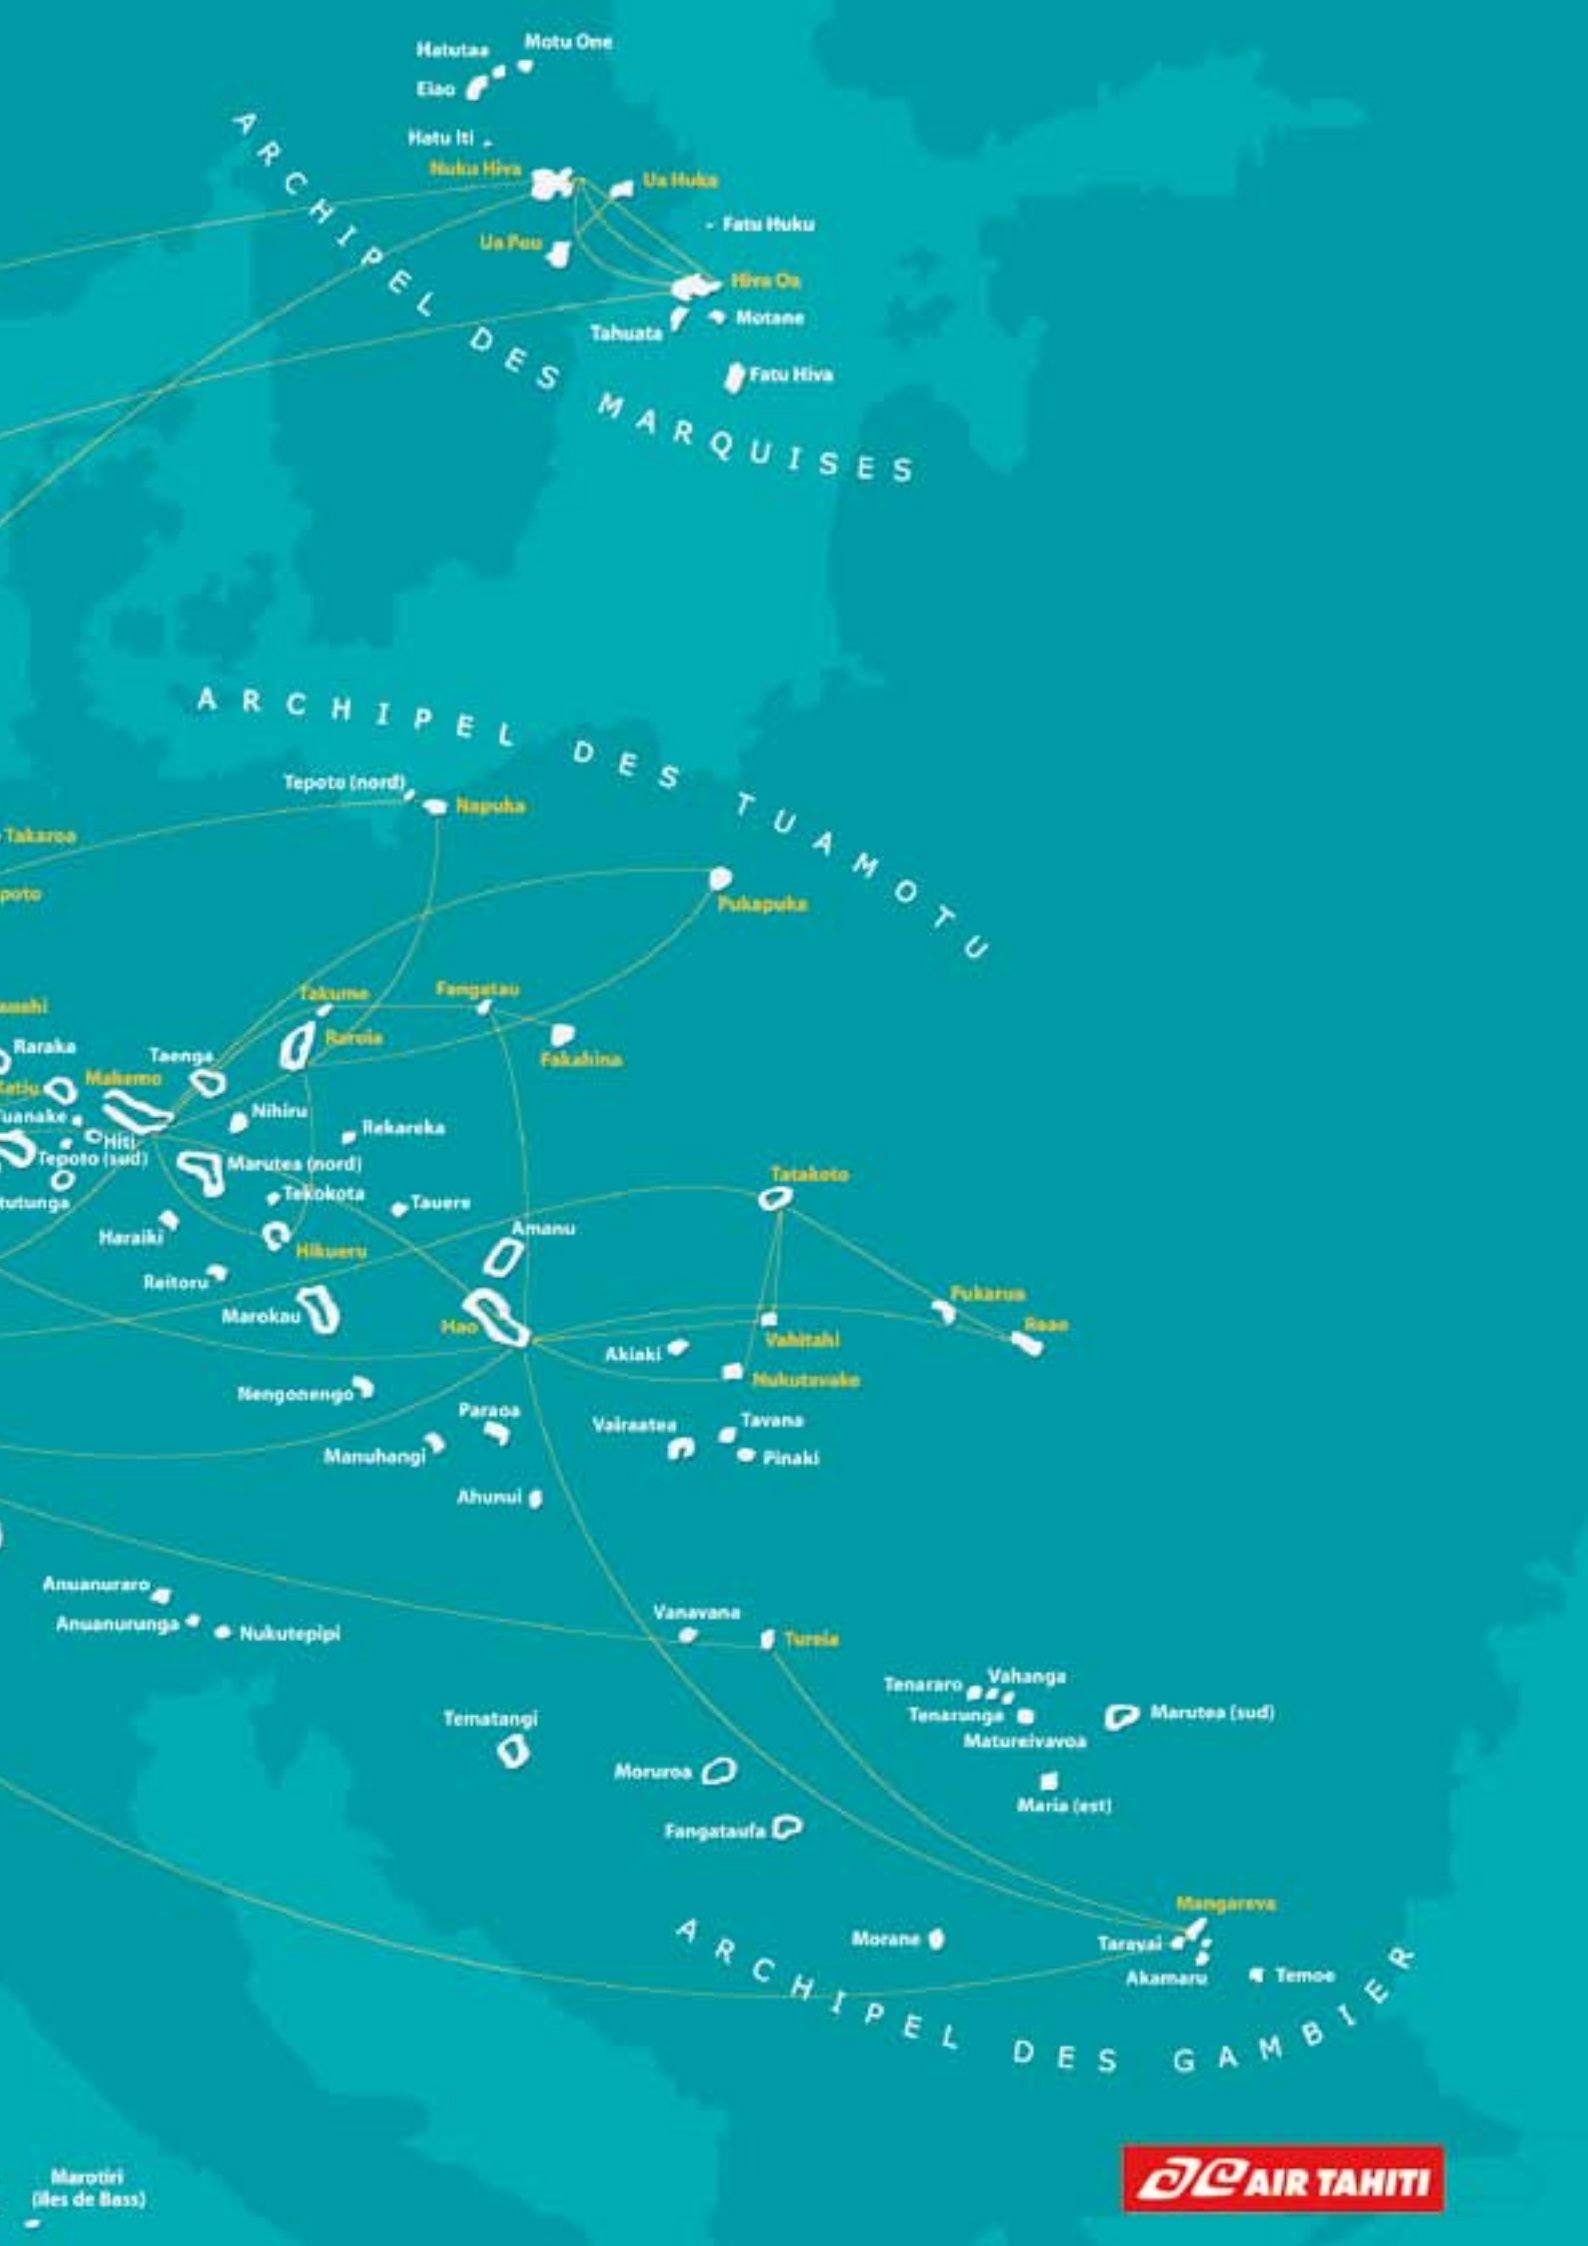 Hatutaa
Motu One
Eiao
Hatu Iti
Nuku Hiva
Ua Huka
Fatu Huku
Ua Pou
Hiva Oa
Motane
Tahuata
Fatu Hiva
ARCHIPEL DES MARQUISES
ARCHIPEL DES TUAMOTU
Tepoto (nord)
Napuka
Takaroa
poto
Pukapuka
Takume
Fangatau
Raroia
Fakahina
Raraka
Taenga
Makemo
Katiu
Tuanake
Nihiru
Hiti
Rekareka
Tepoto (sud)
Marutea (nord)
Tekokota
Tauere
tutunga
Haraiki
Hikueru
Amanu
Tatakoto
Reitoru
Marokau
Hao
Pukarua
Reao
Akiaki
Vahitahi
Nukutavake
Nengonengo
Paraoa
Vairaatea
Tavana
Manuhangi
Pinaki
Ahunui
Anuanuraro
Anuanurunga
Nukutepipi
Vanavana
Tureia
Tenararo
Vahanga
Tenarunga
Marutea (sud)
Matureivavoa
Tematangi
Moruroa
Maria (est)
Fangataufa
Mangareva
Morane
Taravai
Akamaru
Temoe
ARCHIPEL DES GAMBIER
AIR TAHITI
Marotiri
(îles de Bass)